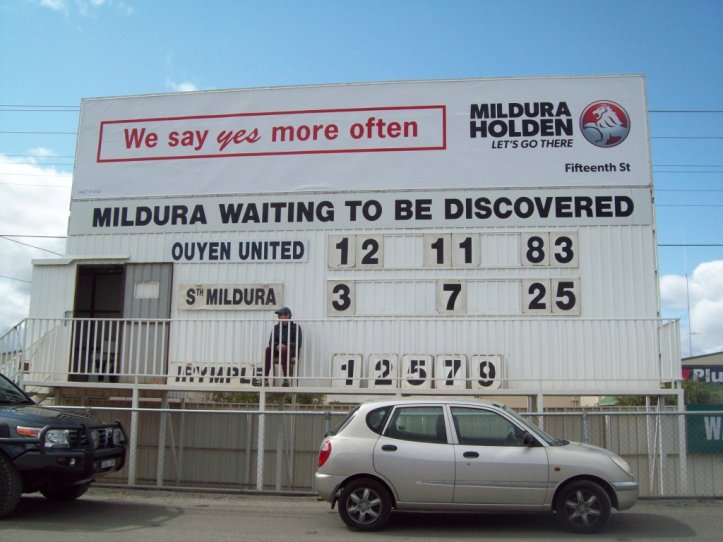 We say yes more often
MILDURA
HOLDEN
LET'S GO THERE
Fifteenth St
MILDURA WAITING TO BE DISCOVERED
OUYEN UNITED 12 11 83
STH MILDURA 3 7 25
IRYMPLE 1 2 5 7 9
Plu
W